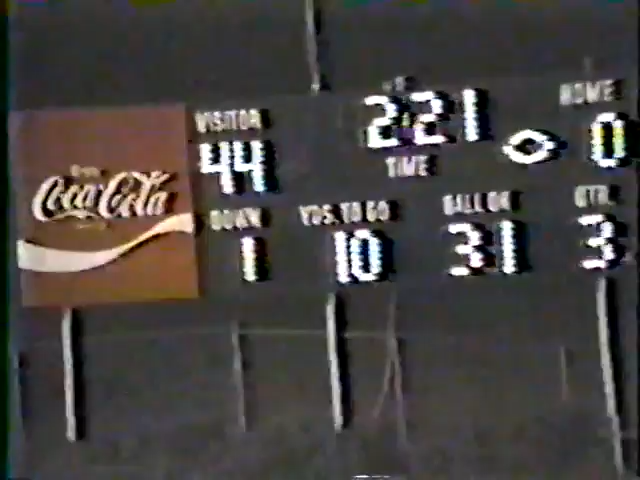 VISITOR
44
2:21
TIME
HOME
0
Enjoy
Coca-Cola
DOWN
1
YDS. TO GO
10
BALL ON
31
QTR.
3